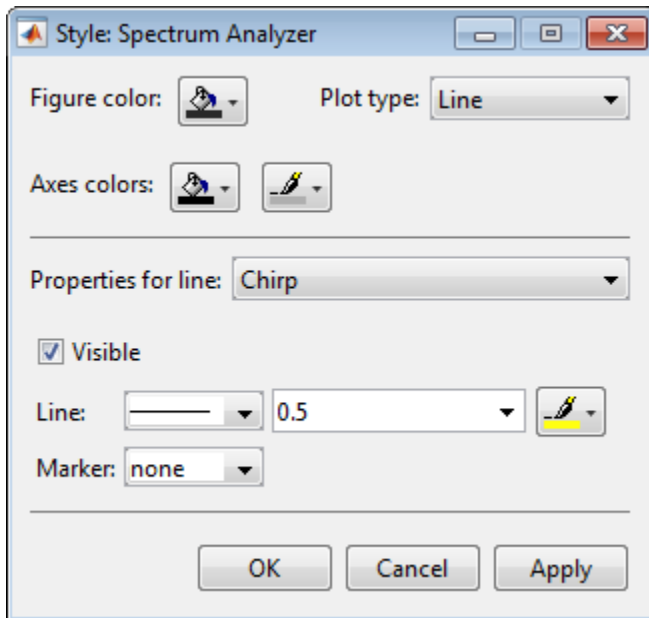 Style: Spectrum Analyzer
Figure color:
Plot type: Line
Axes colors:
Properties for line: Chirp
Visible
Line: 0.5
Marker: none
OK Cancel Apply